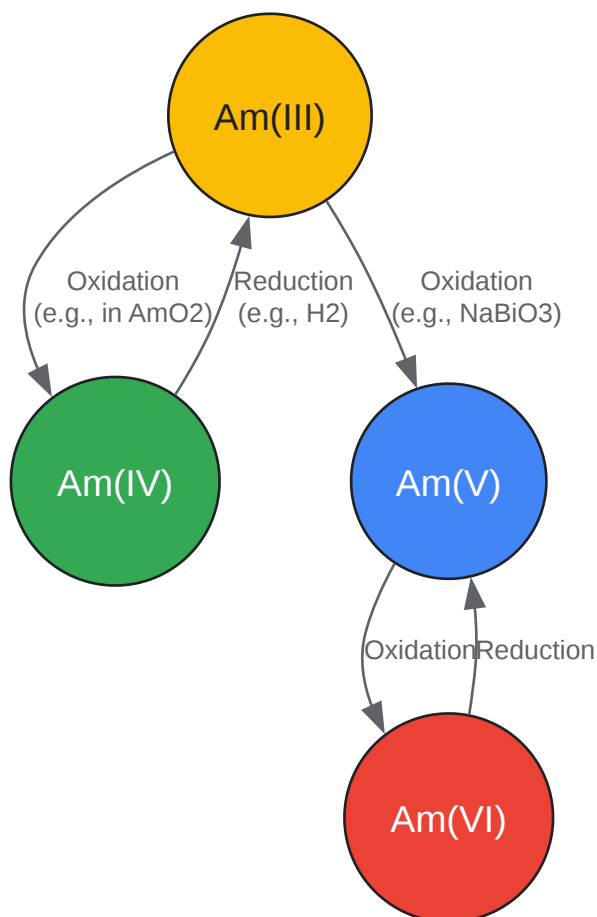 Am(III)
Oxidation
(e.g., in AmO2)
Reduction
(e.g., H2)
Oxidation
(e.g., NaBiO3)
Am(IV)
Am(V)
Oxidation
Reduction
Am(VI)